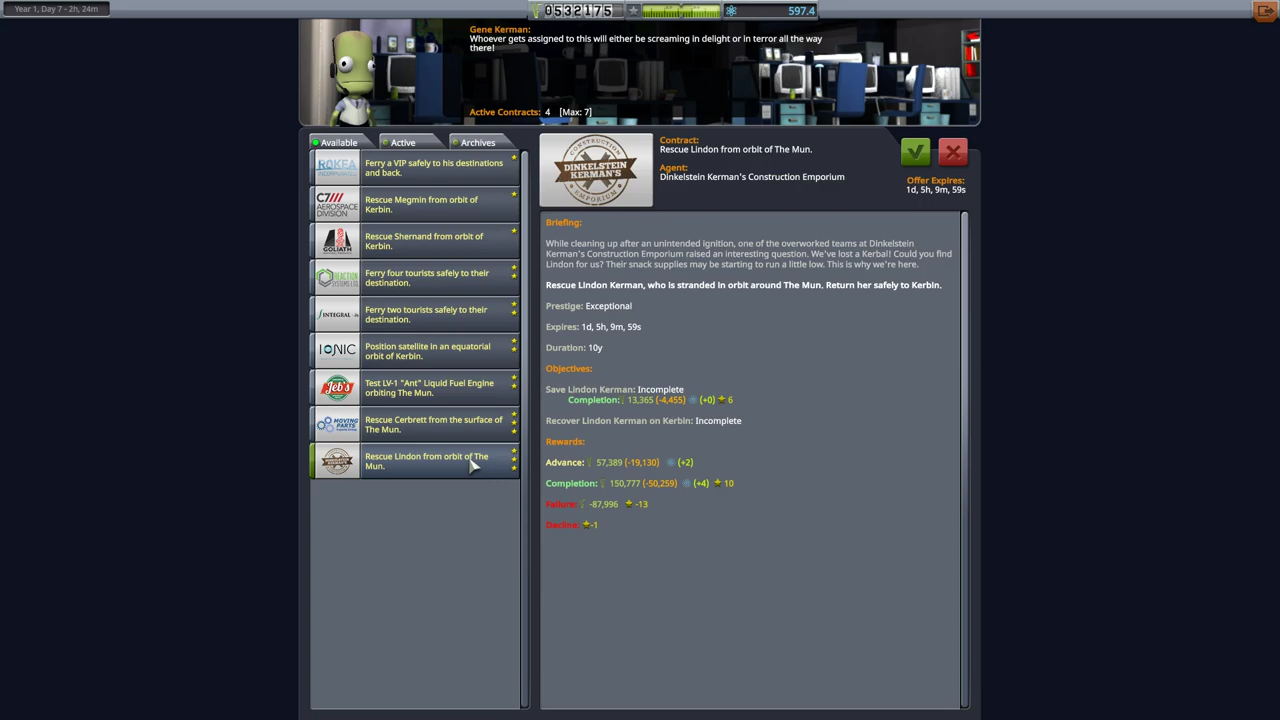 Year 1, Day 7 - 2h, 24m
0532175
597.4
Gene Kerman:
Whoever gets assigned to this will either be screaming in delight or in terror all the way
there!
Active Contracts: 4 [Max: 7]
Available
Active
Archives
ROKEA
INCORPORATED
Ferry a VIP safely to his destinations
and back.
C7///
AEROSPACE
DIVISION
Rescue Megmin from orbit of
Kerbin.
GOLIATH
Rescue Shernand from orbit of
Kerbin.
REACTION
SYSTEMS LTD
Ferry four tourists safely to their
destination.
INTEGRAL
Ferry two tourists safely to their
destination.
IONIC
Position satellite in an equatorial
orbit of Kerbin.
Jeb's
Test LV-1 "Ant" Liquid Fuel Engine
orbiting The Mun.
MOVING
PARTS
Rescue Cerbrett from the surface of
The Mun.
Rescue Lindon from orbit of The
Mun.
CONSTRUCTION
DINKELSTEIN
KERMAN'S
EMPORIUM
Contract:
Rescue Lindon from orbit of The Mun.
Agent:
Dinkelstein Kerman's Construction Emporium
Offer Expires:
1d, 5h, 9m, 59s
Briefing:
While cleaning up after an unintended ignition, one of the overworked teams at Dinkelstein
Kerman's Construction Emporium raised an interesting question. We've lost a Kerbal! Could you find
Lindon for us? Their snack supplies may be starting to run a little low. This is why we're here.
Rescue Lindon Kerman, who is stranded in orbit around The Mun. Return her safely to Kerbin.
Prestige: Exceptional
Expires: 1d, 5h, 9m, 59s
Duration: 10y
Objectives:
Save Lindon Kerman: Incomplete
Completion: 13,365 (-4,455) (+0) 6
Recover Lindon Kerman on Kerbin: Incomplete
Rewards:
Advance: 57,389 (-19,130) (+2)
Completion: 150,777 (-50,259) (+4) 10
Failure: -87,996 -13
Decline: -1